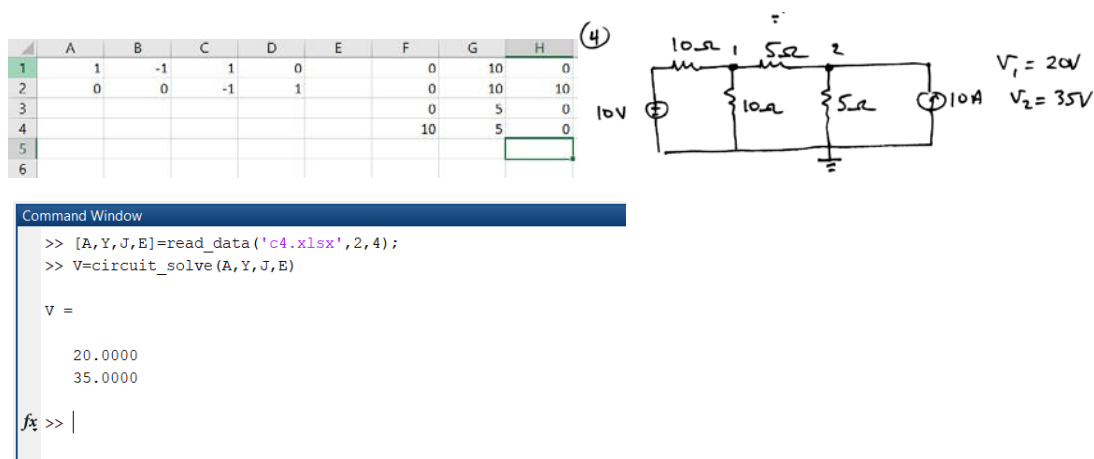 A B C D E F G H
1 1 -1 1 0 0 10 0
2 0 0 -1 1 0 10 10
3 0 5 0
4 10 5 0
5
6
(4)
10Ω 1 5Ω 2
10V 10Ω 5Ω 10A
V₁ = 20V
V₂ = 35V
Command Window
>> [A,Y,J,E]=read_data('c4.xlsx',2,4);
>> V=circuit_solve(A,Y,J,E)
V =
20.0000
35.0000
fx >>